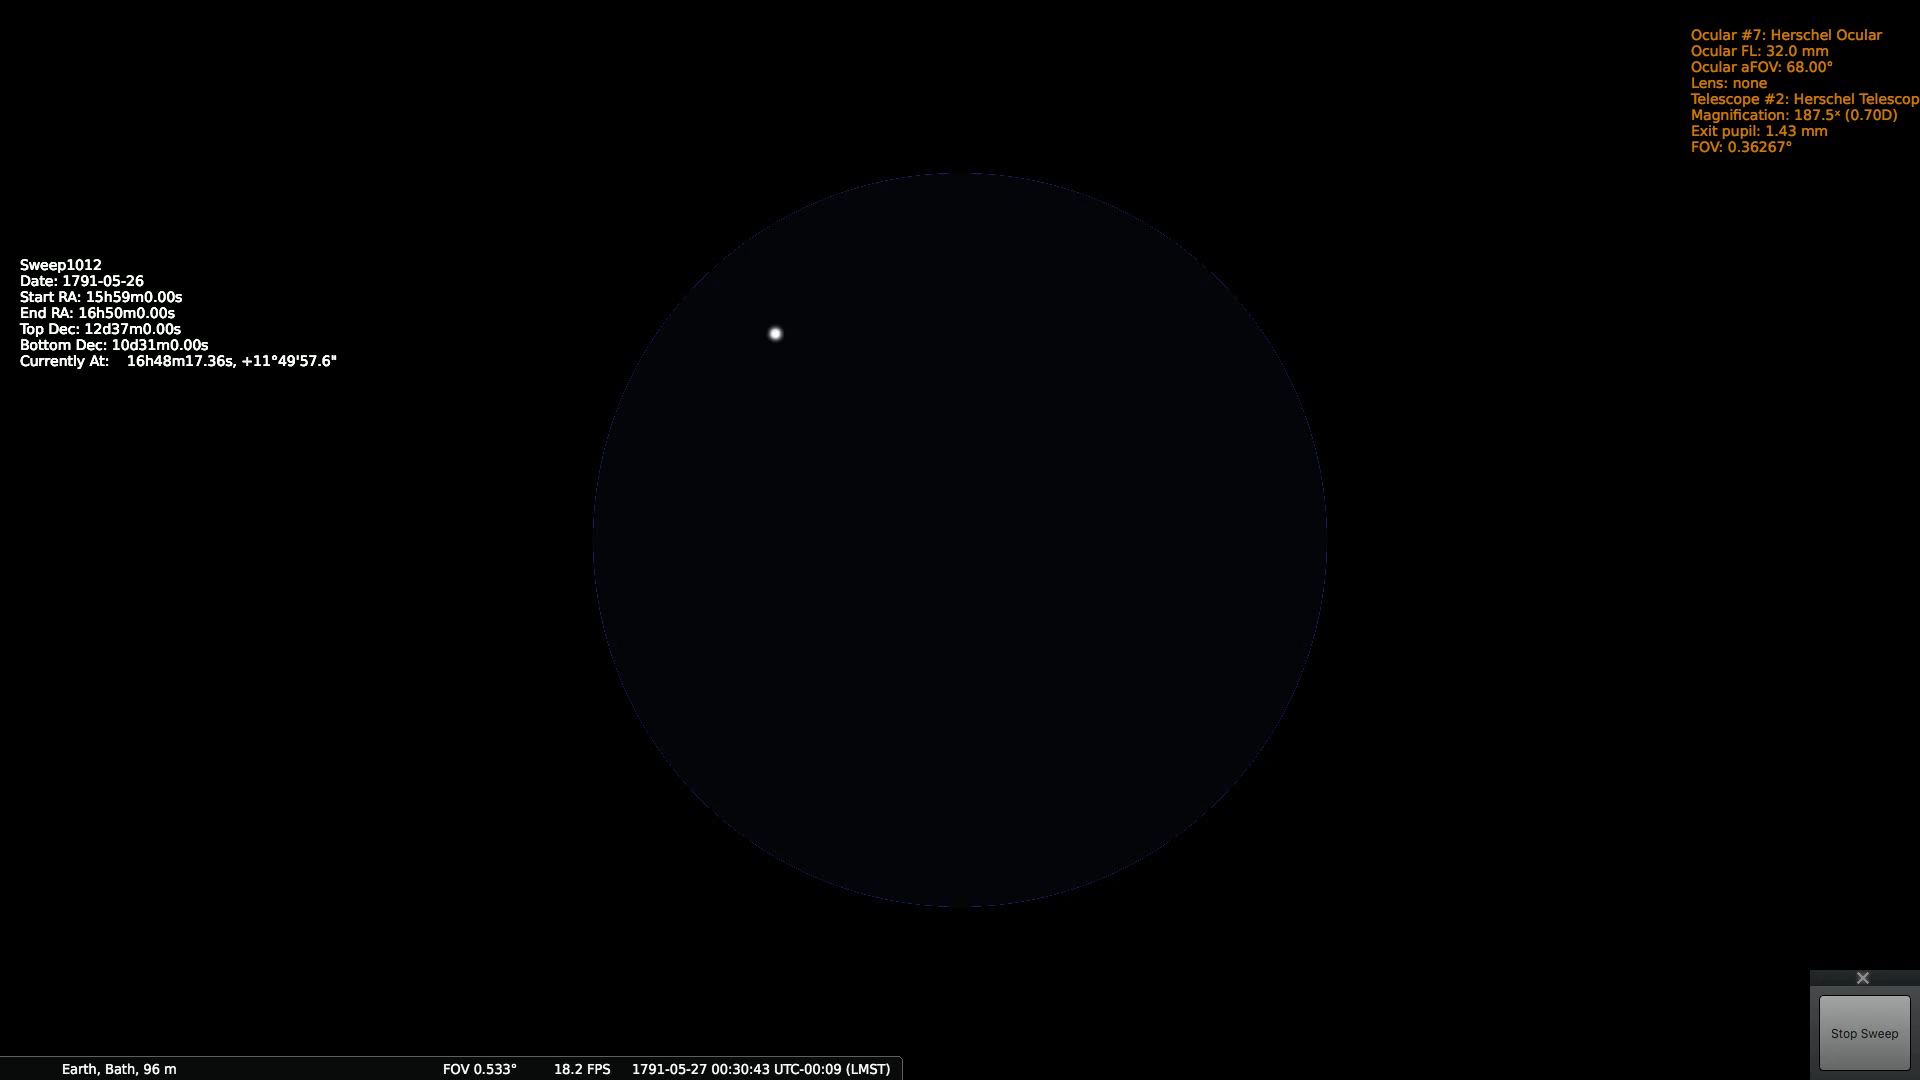 Ocular #7: Herschel Ocular
Ocular FL: 32.0 mm
Ocular aFOV: 68.00°
Lens: none
Telescope #2: Herschel Telescop
Magnification: 187.5ˣ (0.70D)
Exit pupil: 1.43 mm
FOV: 0.36267°
Sweep1012
Date: 1791-05-26
Start RA: 15h59m0.00s
End RA: 16h50m0.00s
Top Dec: 12d37m0.00s
Bottom Dec: 10d31m0.00s
Currently At: 16h48m17.36s, +11°49'57.6"
Stop Sweep
Earth, Bath, 96 m FOV 0.533° 18.2 FPS 1791-05-27 00:30:43 UTC-00:09 (LMST)